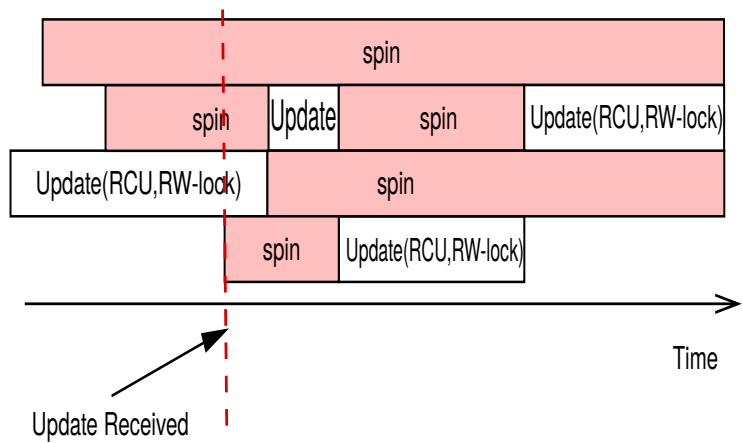 spin
spin Update spin Update(RCU,RW-lock)
Update(RCU,RW-lock) spin
spin Update(RCU,RW-lock)
Time
Update Received